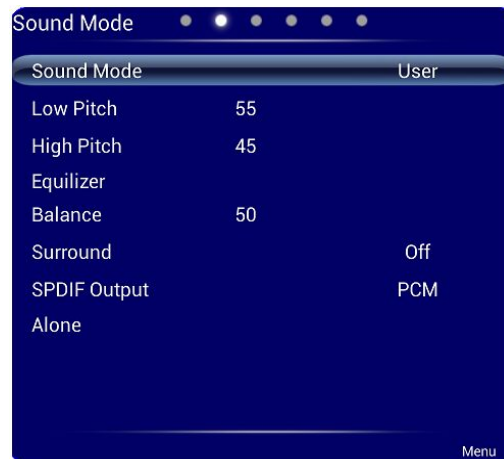 Sound Mode
Sound Mode User
Low Pitch 55
High Pitch 45
Equilizer
Balance 50
Surround Off
SPDIF Output PCM
Alone
Menu